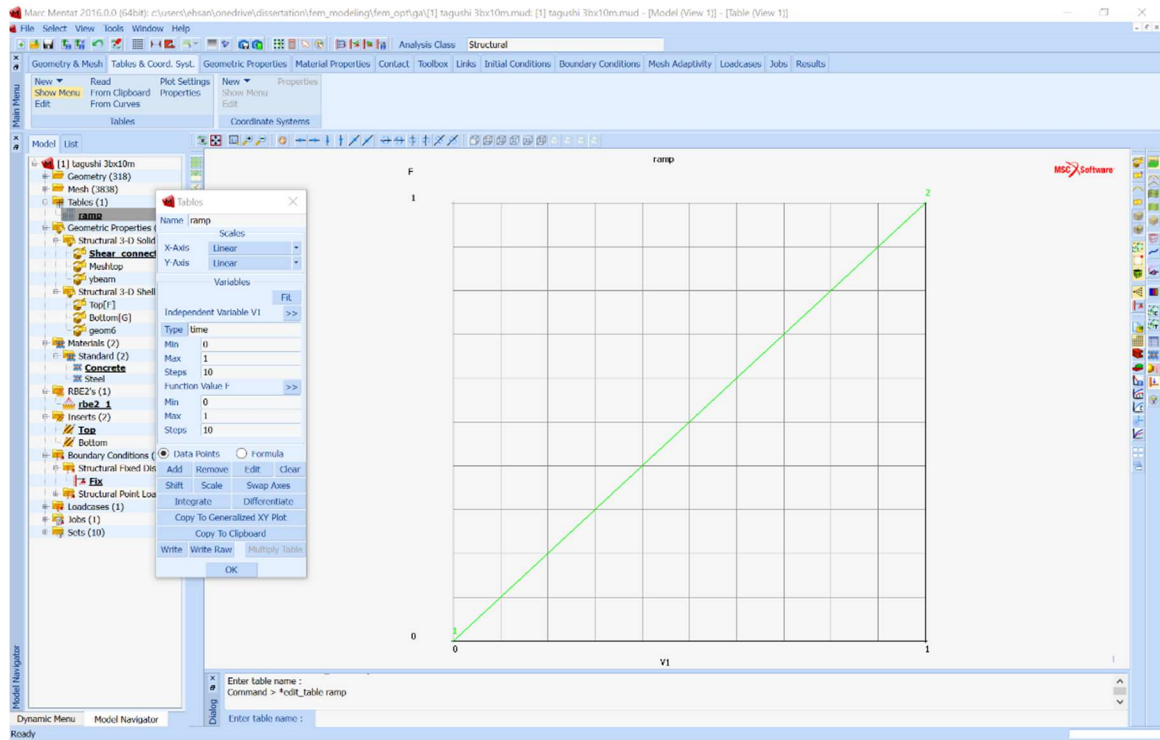 Marc Mentat 2016.0.0 (64bit): c:\users\ehsan\onedrive\dissertation\fem_modeling\fem_opt\ga\[1] tagushi 3bx10m.mud: [1] tagushi 3bx10m.mud - [Model (View 1)] - [Table (View 1)]
File Select View Tools Window Help
Analysis Class Structural
Geometry & Mesh Tables & Coord. Syst. Geometric Properties Material Properties Contact Toolbox Links Initial Conditions Boundary Conditions Mesh Adaptivity Loadcases Jobs Results
New Read Plot Settings New Properties
Show Menu From Clipboard Properties Show Menu
Edit From Curves Edit
Tables Coordinate Systems
Main Menu
Model List
[1] tagushi 3bx10m
Geometry (318)
Mesh (3838)
Tables (1)
ramp
Geometric Properties (
Structural 3-D Solid
Shear_connect
Meshtop
ybeam
Structural 3-D Shell
Top[F]
Bottom[G]
geom6
Materials (2)
Standard (2)
Concrete
Steel
RBE2's (1)
rbe2_1
Inserts (2)
Top
Bottom
Boundary Conditions (
Structural Fixed Dis
Fix
Structural Point Loa
Loadcases (1)
Jobs (1)
Sets (10)
Model Navigator
Dynamic Menu Model Navigator
Ready
Tables
Name ramp
Scales
X-Axis Linear
Y-Axis Linear
Variables
Fit
Independent Variable V1 >>
Type time
Min 0
Max 1
Steps 10
Function Value F >>
Min 0
Max 1
Steps 10
Data Points Formula
Add Remove Edit Clear
Shift Scale Swap Axes
Integrate Differentiate
Copy To Generalized XY Plot
Copy To Clipboard
Write Write Raw Multiply Table
OK
ramp
MSC Software
F
1
2
0
1
0
1
V1
1
Dialog
Enter table name :
Command > *edit_table ramp
Enter table name :